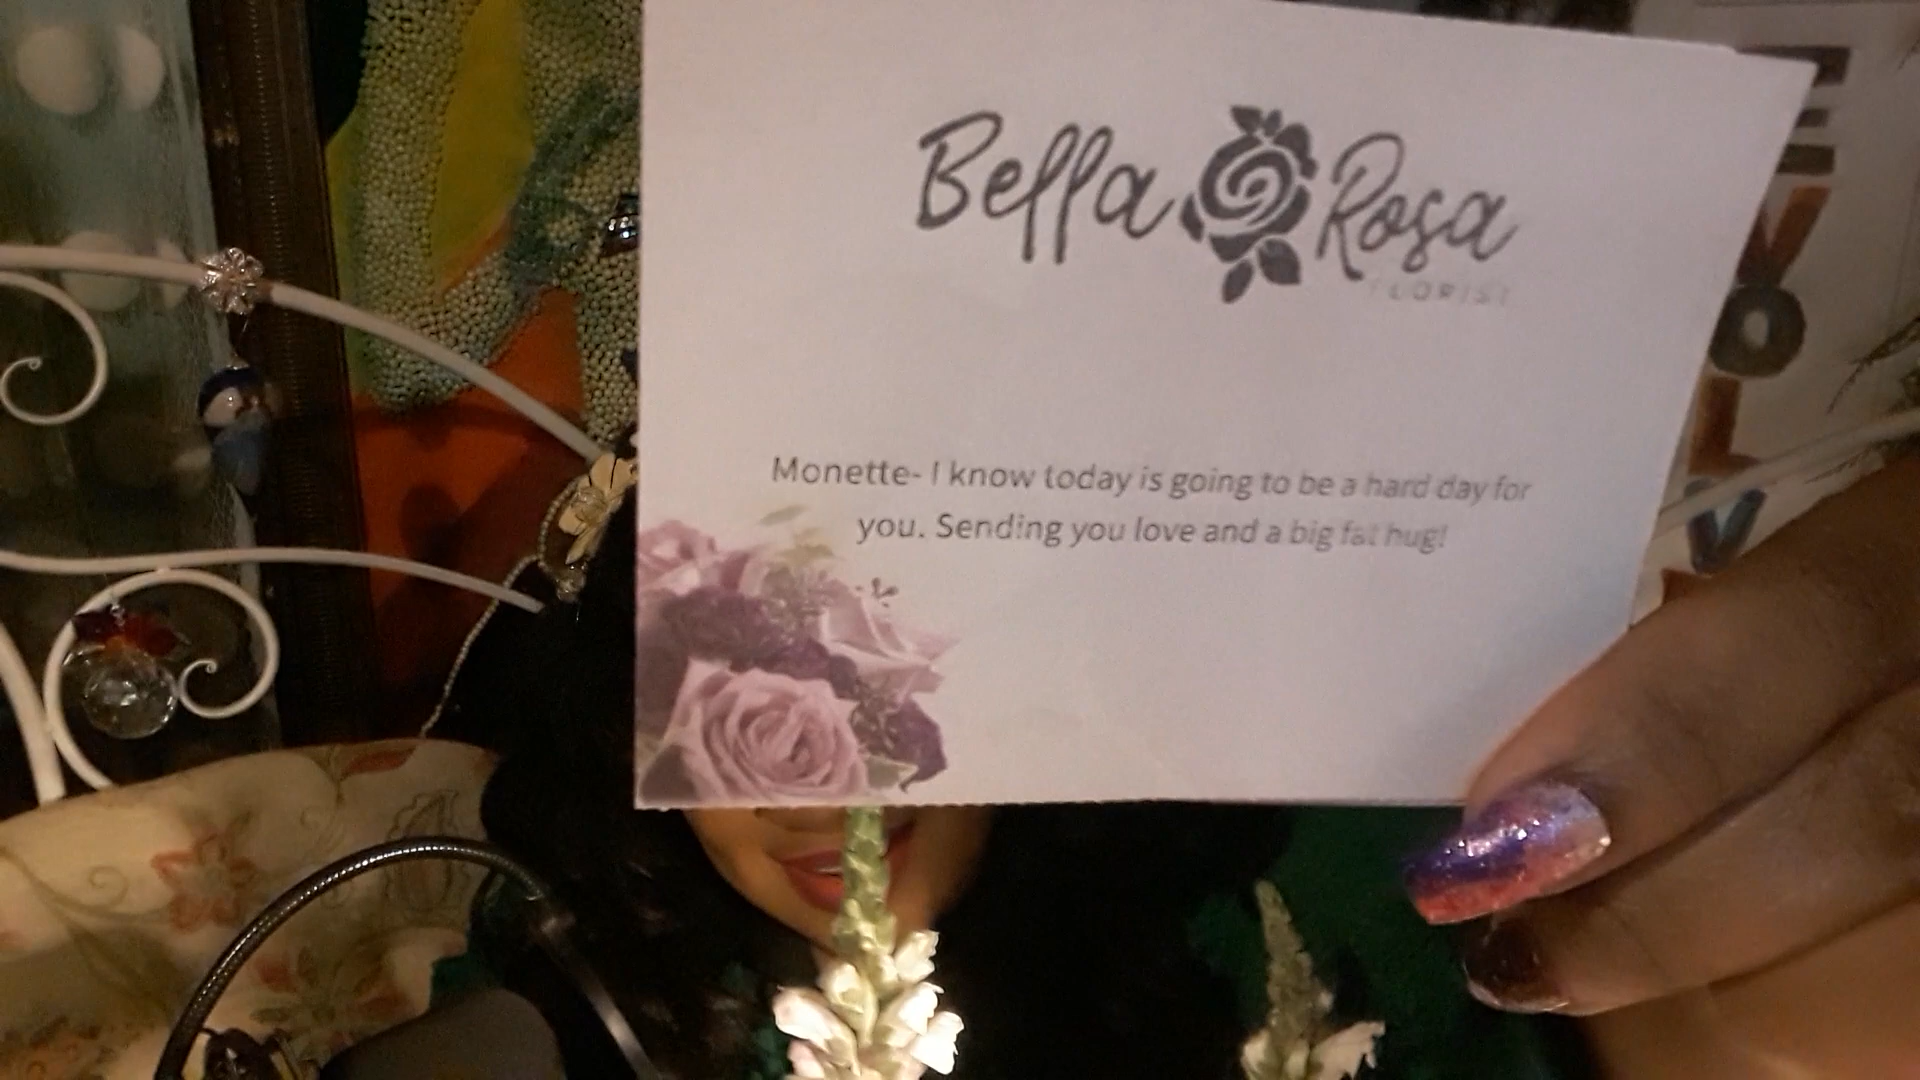 Bella Rosa
FLORIST
Monette- I know today is going to be a hard day for
you. Sending you love and a big fat hug!